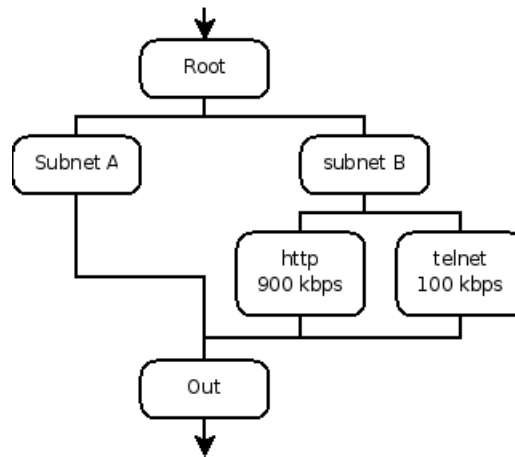 Root
Subnet A
subnet B
http
900 kbps
telnet
100 kbps
Out